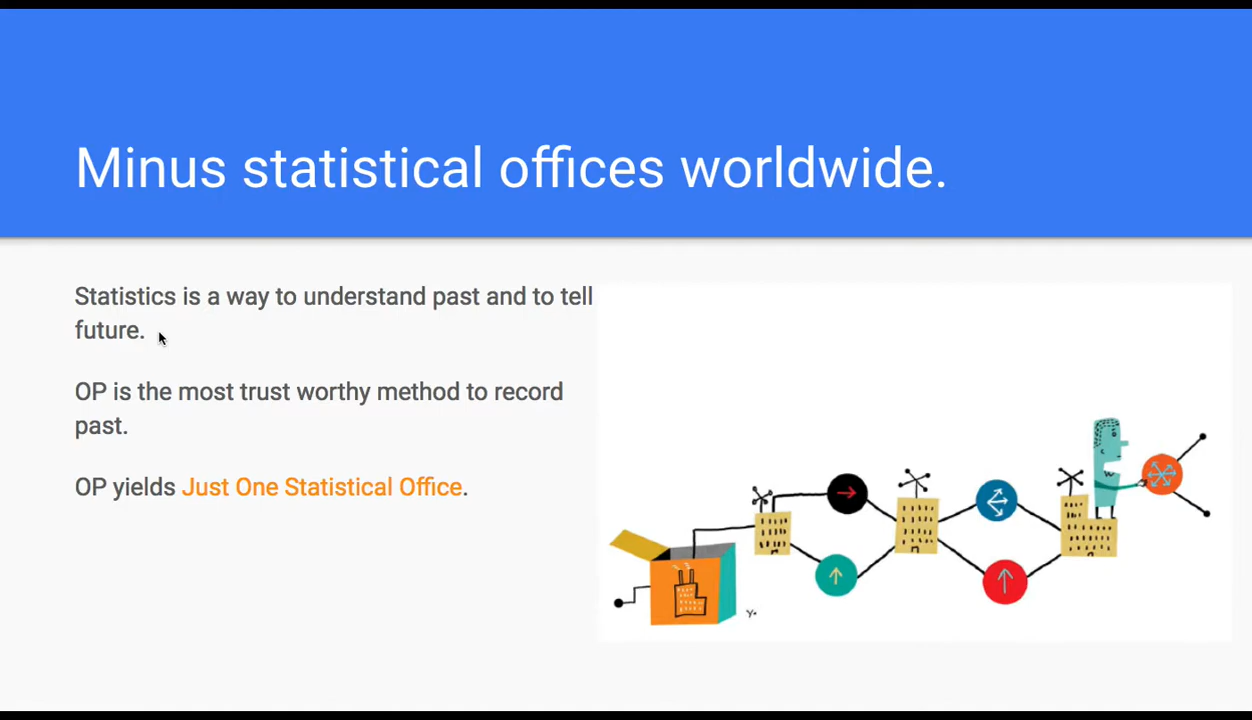 Minus statistical offices worldwide.
Statistics is a way to understand past and to tell
future.
OP is the most trust worthy method to record
past.
OP yields Just One Statistical Office.